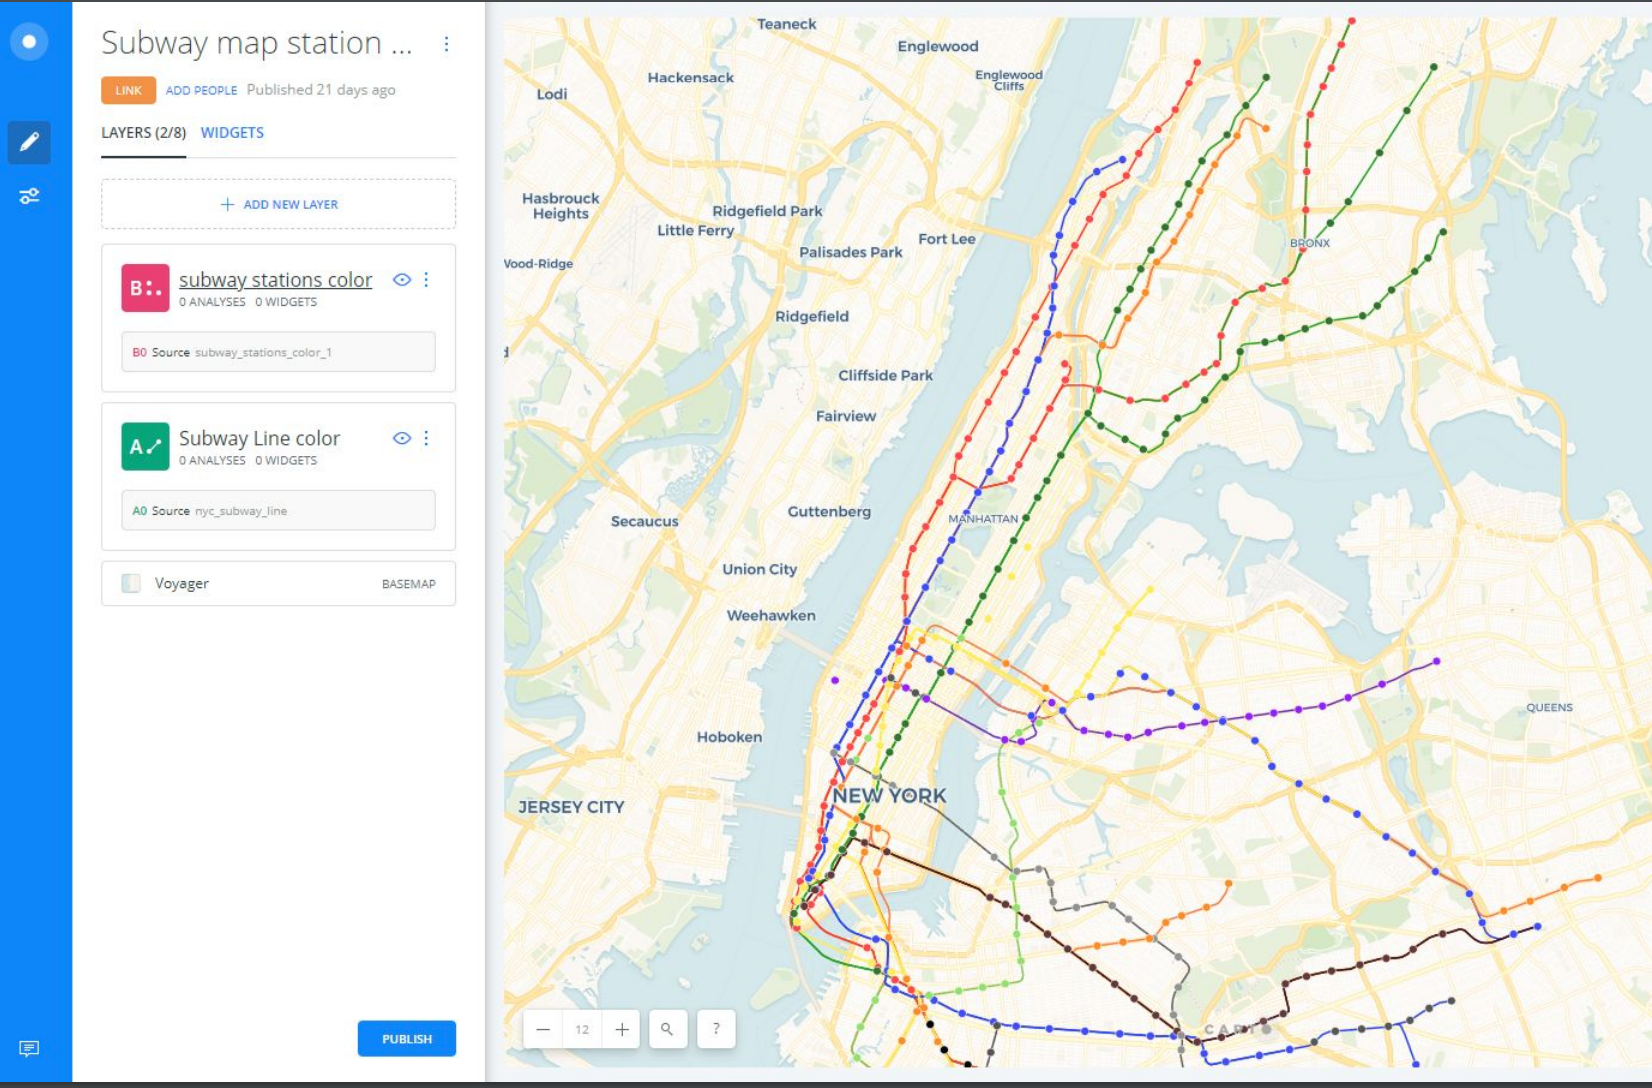 Subway map station ...
LINK ADD PEOPLE Published 21 days ago
LAYERS (2/8) WIDGETS
ADD NEW LAYER
B
subway stations color
0 ANALYSES 0 WIDGETS
B0 Source subway_stations_color_1
A
Subway Line color
0 ANALYSES 0 WIDGETS
A0 Source nyc_subway_line
Voyager BASEMAP
PUBLISH
Teaneck
Englewood
Hackensack
Englewood
Cliffs
Lodi
Hasbrouck
Heights
Ridgefield Park
Little Ferry
Fort Lee
BRONX
Palisades Park
Wood-Ridge
Ridgefield
Cliffside Park
Fairview
Guttenberg
MANHATTAN
Secaucus
Union City
Weehawken
QUEENS
Hoboken
NEW YORK
JERSEY CITY
12
?
CARTO